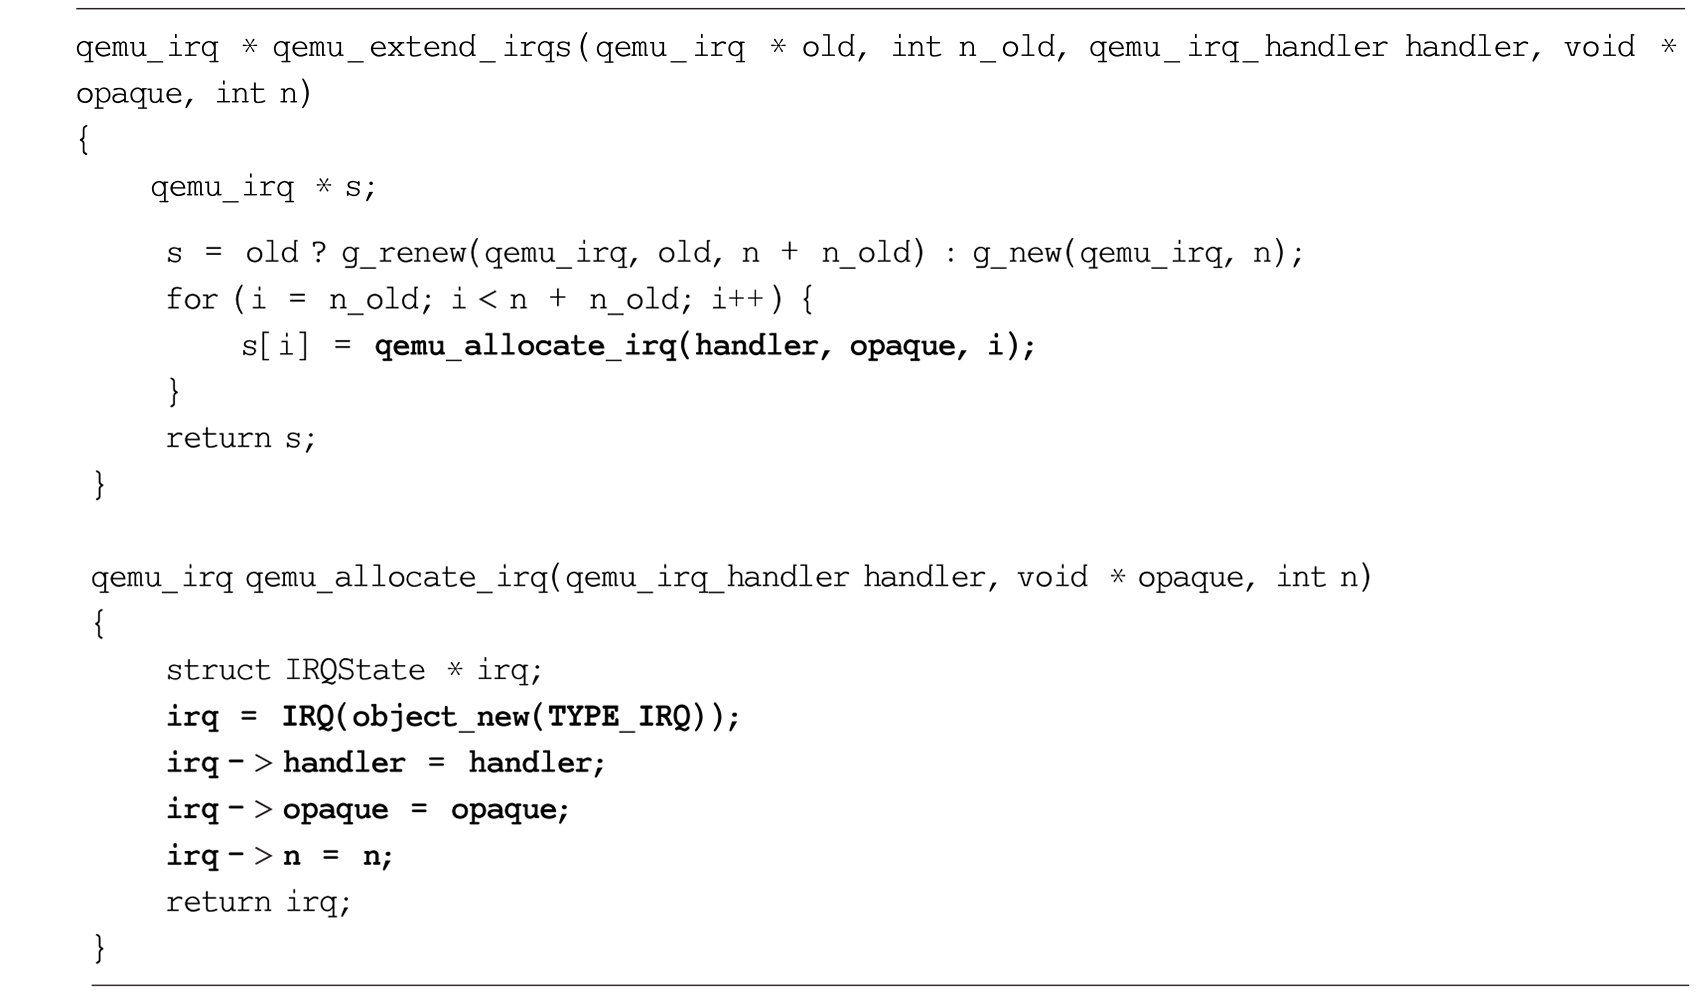 qemu_irq * qemu_extend_irqs(qemu_irq * old, int n_old, qemu_irq_handler handler, void *
opaque, int n)
{
    qemu_irq * s;
    s = old ? g_renew(qemu_irq, old, n + n_old) : g_new(qemu_irq, n);
    for (i = n_old; i < n + n_old; i++) {
        s[i] = qemu_allocate_irq(handler, opaque, i);
    }
    return s;
}
qemu_irq qemu_allocate_irq(qemu_irq_handler handler, void * opaque, int n)
{
    struct IRQState * irq;
    irq = IRQ(object_new(TYPE_IRQ));
    irq -> handler = handler;
    irq -> opaque = opaque;
    irq -> n = n;
    return irq;
}